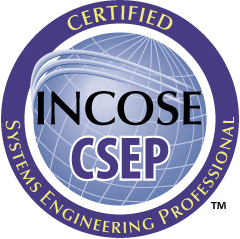 CERTIFIED
INCOSE
CSEP
SYSTEMS ENGINEERING PROFESSIONAL
™